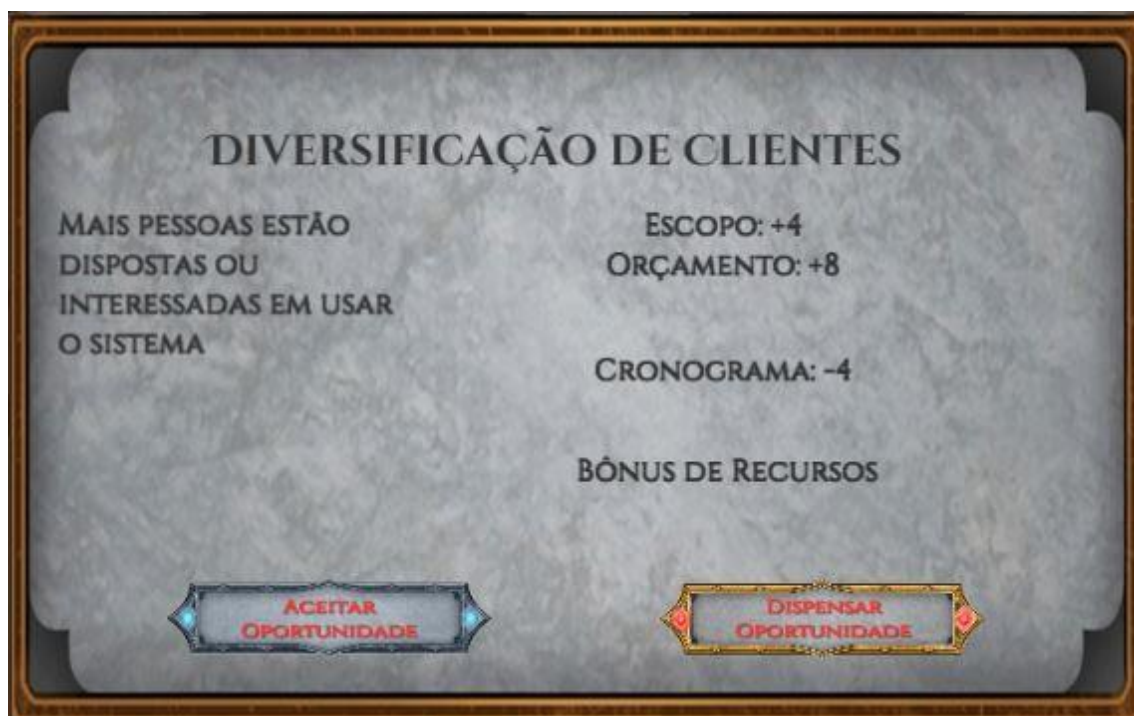 Diversificação de Clientes
Mais pessoas estão
dispostas ou
interessadas em usar
o sistema
Escopo: +4
Orçamento: +8
Cronograma: -4
Bônus de Recursos
Aceitar
Oportunidade
Dispensar
Oportunidade